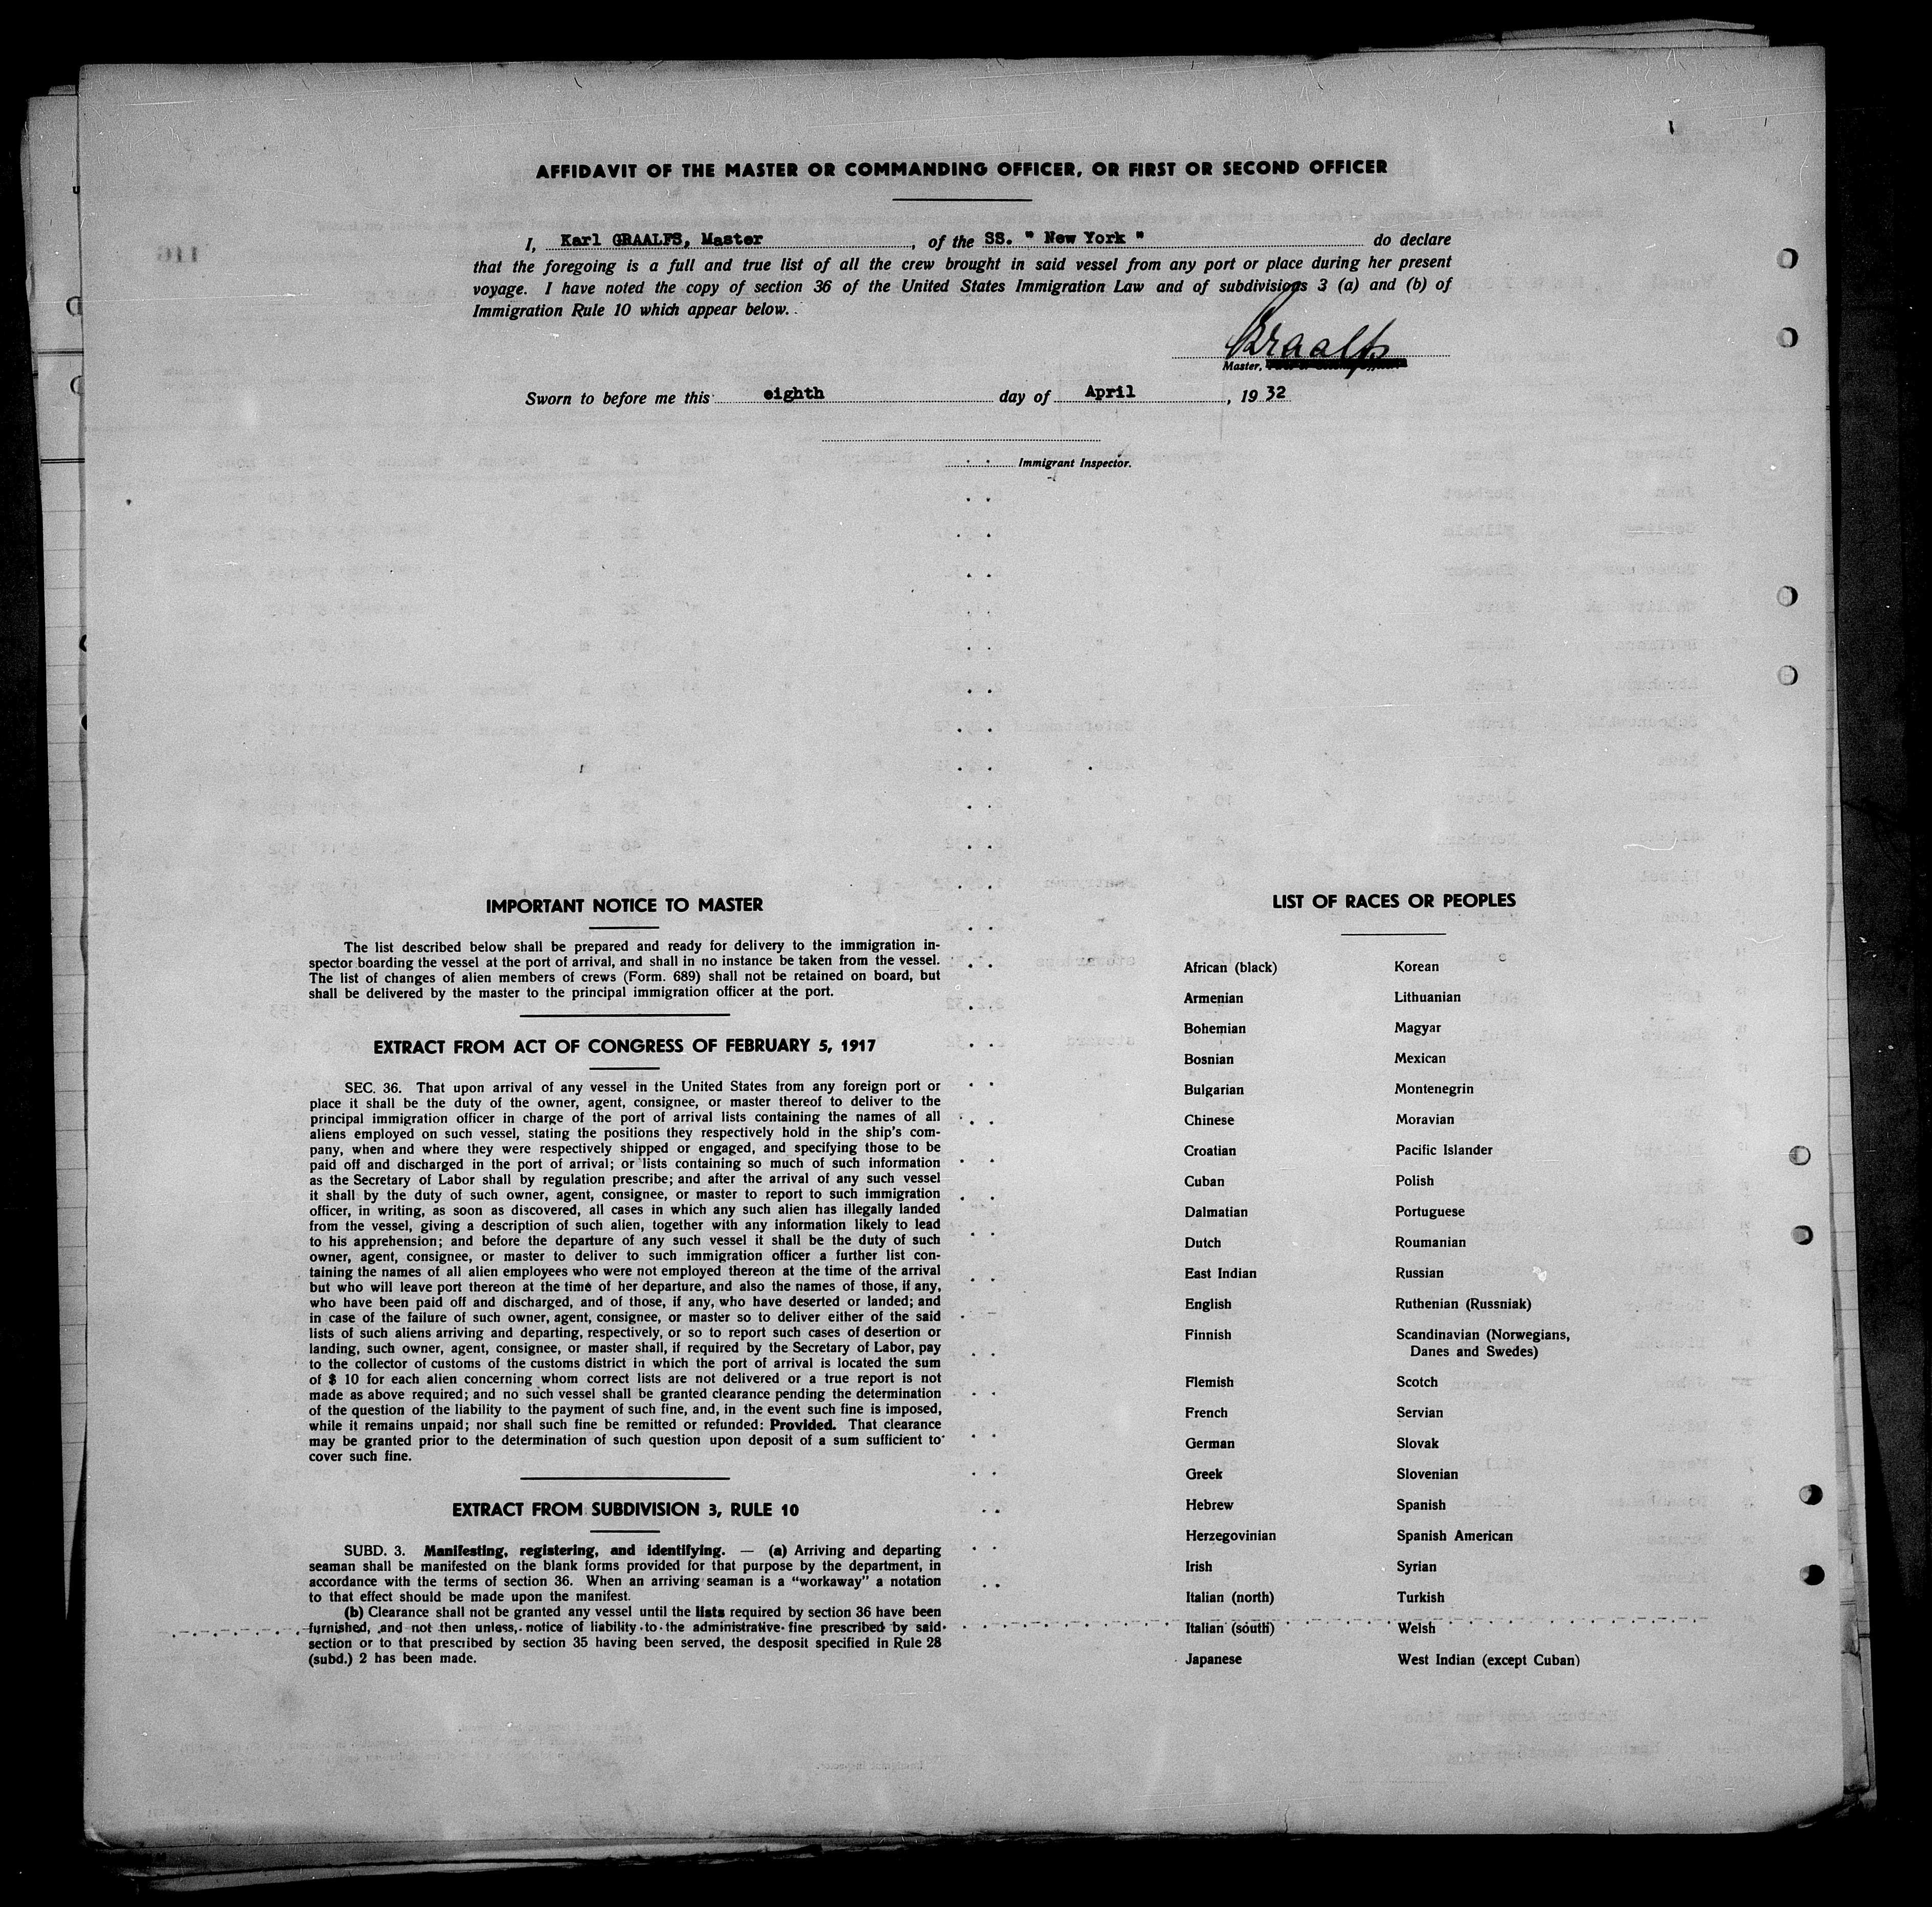 AFFIDAVIT OF THE MASTER OR COMMANDING OFFICER, OR FIRST OR SECOND OFFICER
I, Karl GRAALFS, Master, of the SS. " New York " do declare
that the foregoing is a full and true list of all the crew brought in said vessel from any port or place during her present
voyage. I have noted the copy of section 36 of the United States Immigration Law and of subdivisions 3 (a) and (b) of
Immigration Rule 10 which appear below.
Graalfs
Master,
Sworn to before me this eighth day of April, 1932
Immigrant Inspector.
IMPORTANT NOTICE TO MASTER
The list described below shall be prepared and ready for delivery to the immigration in-
spector boarding the vessel at the port of arrival, and shall in no instance be taken from the vessel.
The list of changes of alien members of crews (Form. 689) shall not be retained on board, but
shall be delivered by the master to the principal immigration officer at the port.
EXTRACT FROM ACT OF CONGRESS OF FEBRUARY 5, 1917
SEC. 36. That upon arrival of any vessel in the United States from any foreign port or
place it shall be the duty of the owner, agent, consignee, or master thereof to deliver to the
principal immigration officer in charge of the port of arrival lists containing the names of all
aliens employed on such vessel, stating the positions they respectively hold in the ship's com-
pany, when and where they were respectively shipped or engaged, and specifying those to be
paid off and discharged in the port of arrival; or lists containing so much of such information
as the Secretary of Labor shall by regulation prescribe; and after the arrival of any such vessel
it shall by the duty of such owner, agent, consignee, or master to report to such immigration
officer, in writing, as soon as discovered, all cases in which any such alien has illegally landed
from the vessel, giving a description of such alien, together with any information likely to lead
to his apprehension; and before the departure of any such vessel it shall be the duty of such
owner, agent, consignee, or master to deliver to such immigration officer a further list con-
taining the names of all alien employees who were not employed thereon at the time of the arrival
but who will leave port thereon at the time of her departure, and also the names of those, if any,
who have been paid off and discharged, and of those, if any, who have deserted or landed; and
in case of the failure of such owner, agent, consignee, or master so to deliver either of the said
lists of such aliens arriving and departing, respectively, or so to report such cases of desertion or
landing, such owner, agent, consignee, or master shall, if required by the Secretary of Labor, pay
to the collector of customs of the customs district in which the port of arrival is located the sum
of $ 10 for each alien concerning whom correct lists are not delivered or a true report is not
made as above required; and no such vessel shall be granted clearance pending the determination
of the question of the liability to the payment of such fine, and, in the event such fine is imposed,
while it remains unpaid; nor shall such fine be remitted or refunded: Provided. That clearance
may be granted prior to the determination of such question upon deposit of a sum sufficient to
cover such fine.
EXTRACT FROM SUBDIVISION 3, RULE 10
SUBD. 3. Manifesting, registering, and identifying. — (a) Arriving and departing
seaman shall be manifested on the blank forms provided for that purpose by the department, in
accordance with the terms of section 36. When an arriving seaman is a "workaway" a notation
to that effect should be made upon the manifest.
(b) Clearance shall not be granted any vessel until the lists required by section 36 have been
furnished, and not then unless, notice of liability to the administrative fine prescribed by said
section or to that prescribed by section 35 having been served, the desposit specified in Rule 28
(subd.) 2 has been made.
LIST OF RACES OR PEOPLES
African (black) Korean
Armenian Lithuanian
Bohemian Magyar
Bosnian Mexican
Bulgarian Montenegrin
Chinese Moravian
Croatian Pacific Islander
Cuban Polish
Dalmatian Portuguese
Dutch Roumanian
East Indian Russian
English Ruthenian (Russniak)
Finnish Scandinavian (Norwegians,
Danes and Swedes)
Flemish Scotch
French Servian
German Slovak
Greek Slovenian
Hebrew Spanish
Herzegovinian Spanish American
Irish Syrian
Italian (north) Turkish
Italian (south) Welsh
Japanese West Indian (except Cuban)